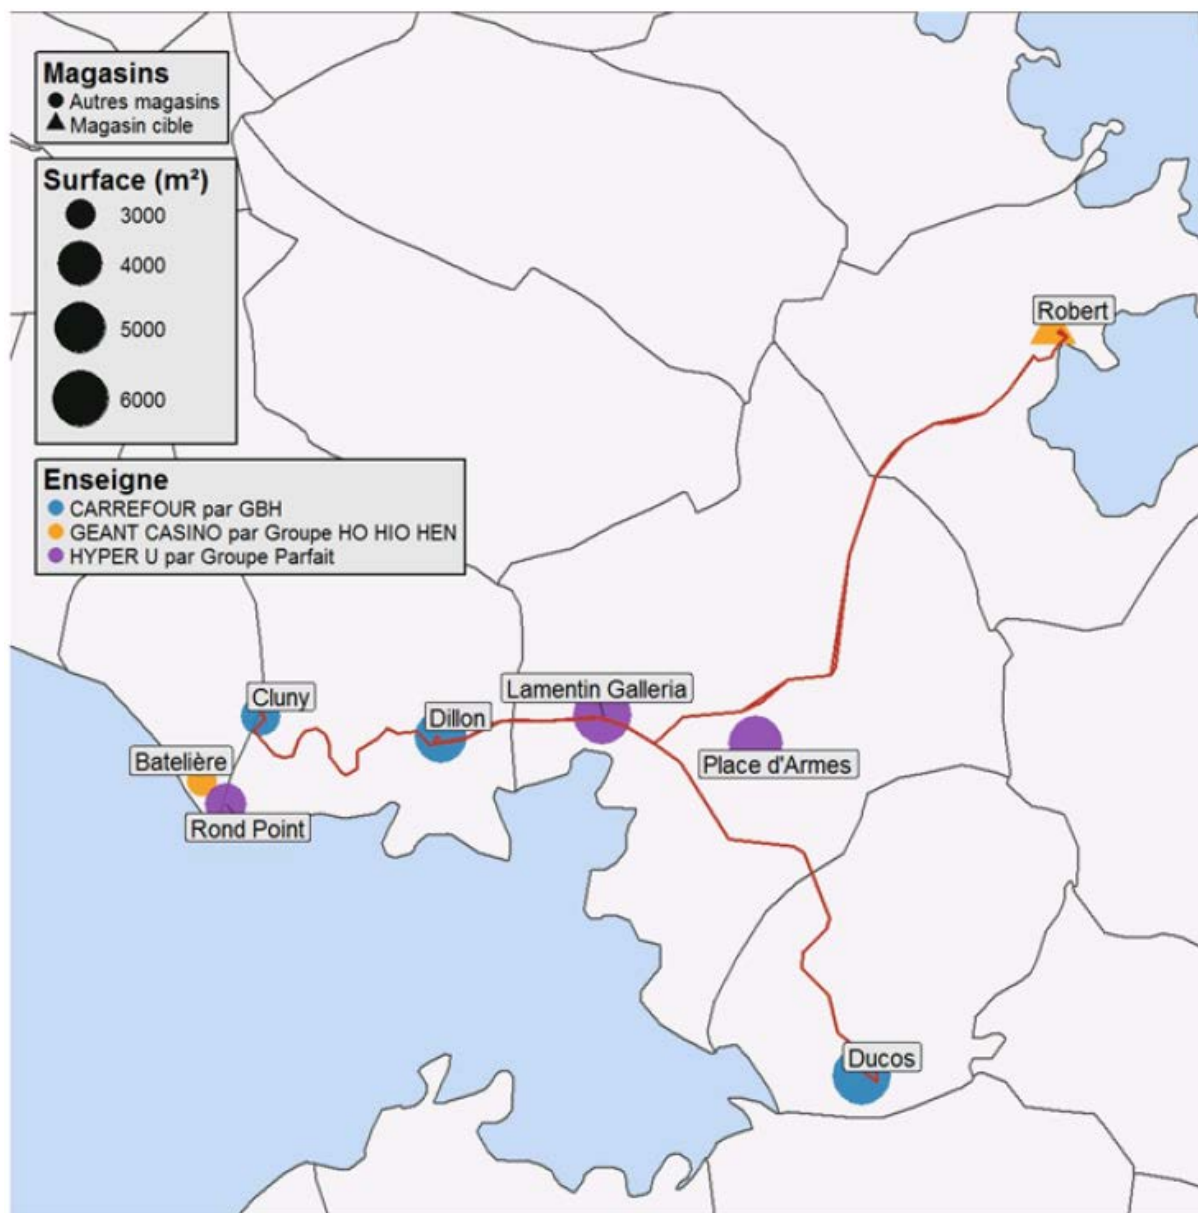 Magasins
Autres magasins
Magasin cible
Surface (m²)
3000
4000
5000
6000
Enseigne
CARREFOUR par GBH
GEANT CASINO par Groupe HO HIO HEN
HYPER U par Groupe Parfait
Robert
Lamentin Galleria
Cluny
Dillon
Batelière
Place d'Armes
Rond Point
Ducos